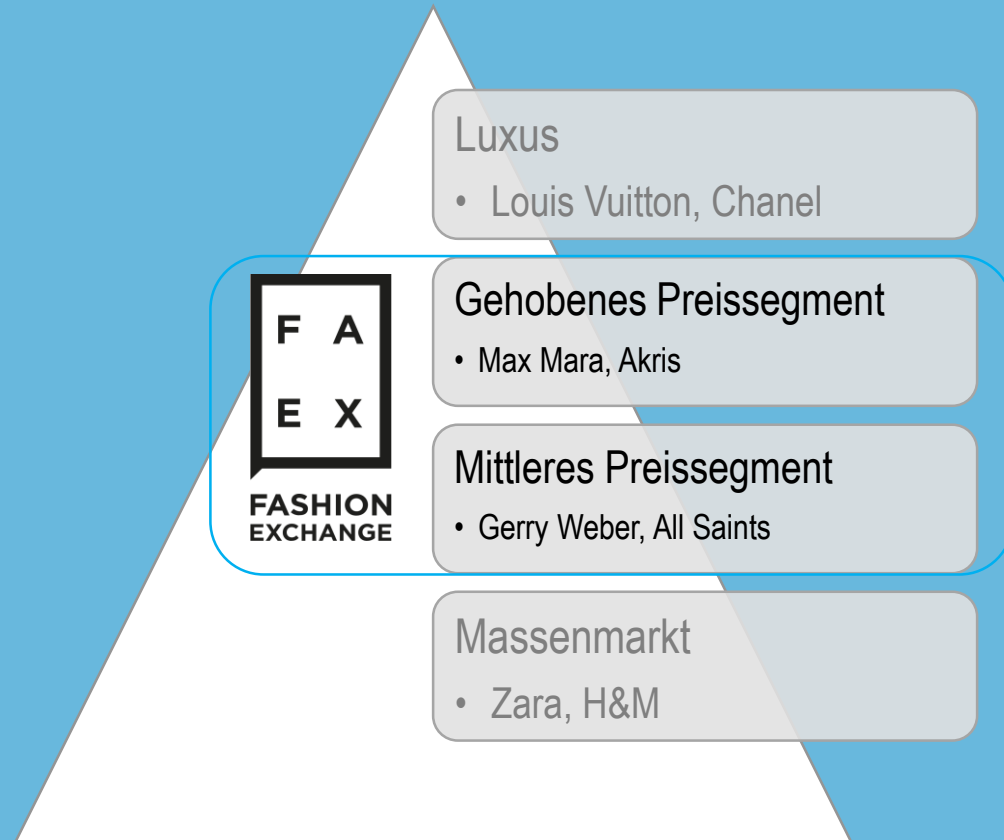 Luxus
• Louis Vuitton, Chanel
F A
E X
FASHION
EXCHANGE
Gehobenes Preissegment
• Max Mara, Akris
Mittleres Preissegment
• Gerry Weber, All Saints
Massenmarkt
• Zara, H&M